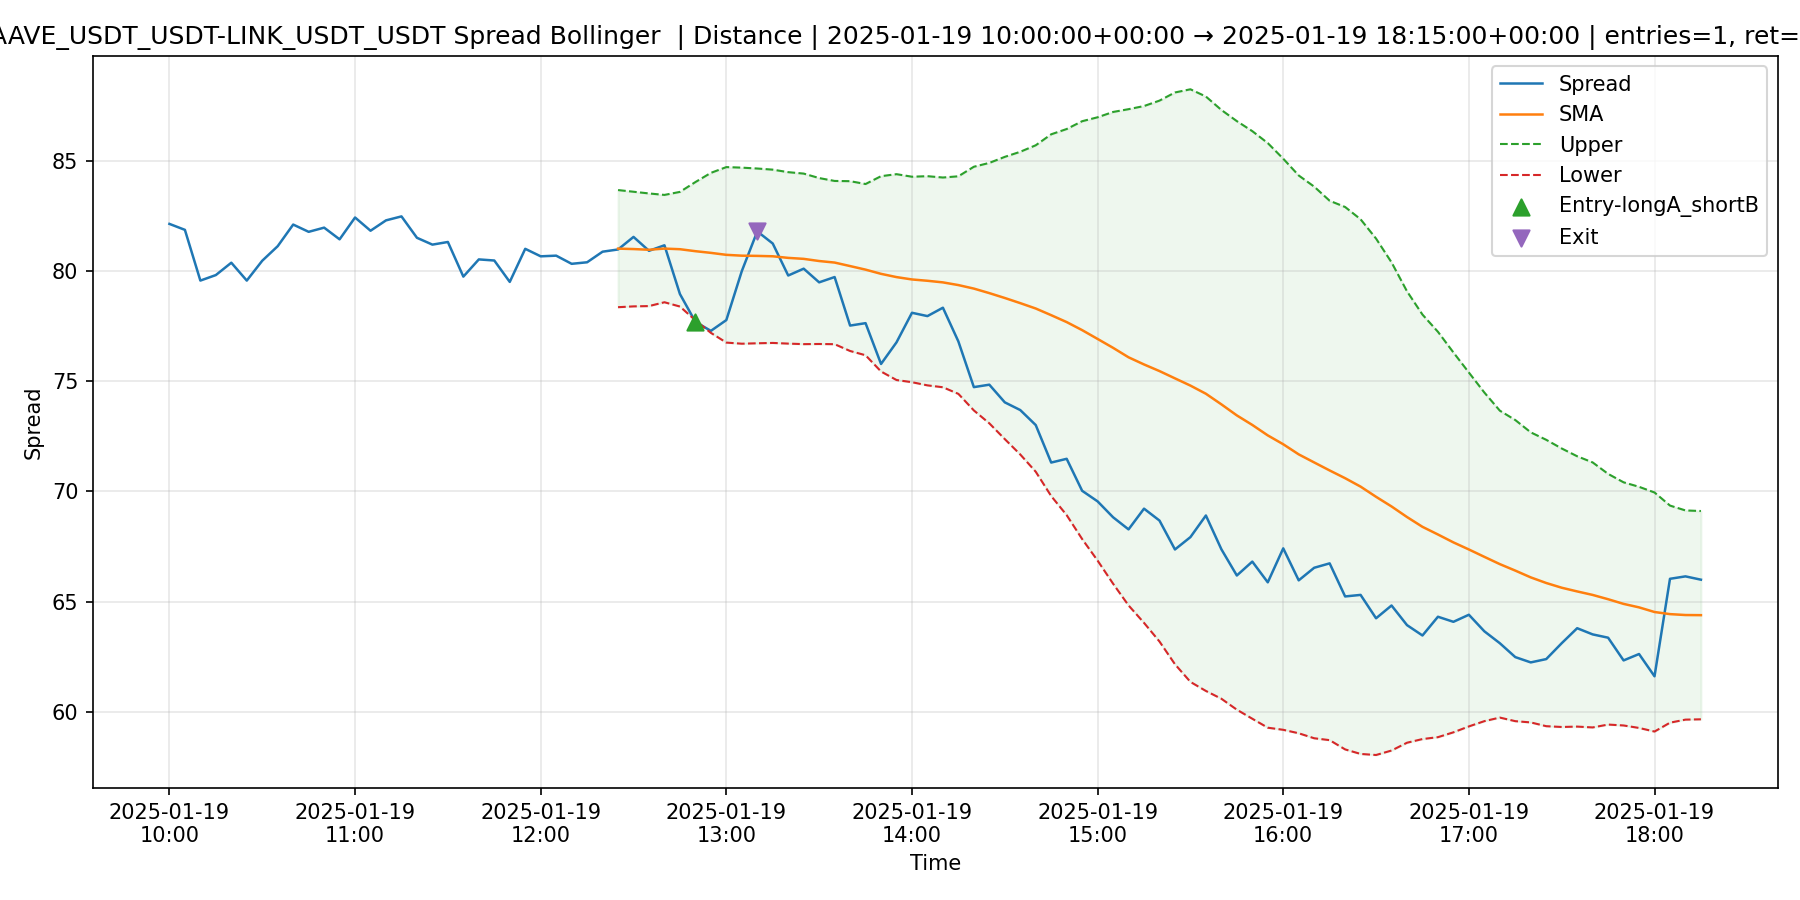 AAVE_USDT_USDT-LINK_USDT_USDT Spread Bollinger | Distance | 2025-01-19 10:00:00+00:00 → 2025-01-19 18:15:00+00:00 | entries=1, ret=
Spread
SMA
Upper
Lower
Entry-longA_shortB
Exit
85
80
75
70
65
60
Spread
2025-01-19
10:00
2025-01-19
11:00
2025-01-19
12:00
2025-01-19
13:00
2025-01-19
14:00
2025-01-19
15:00
2025-01-19
16:00
2025-01-19
17:00
2025-01-19
18:00
Time